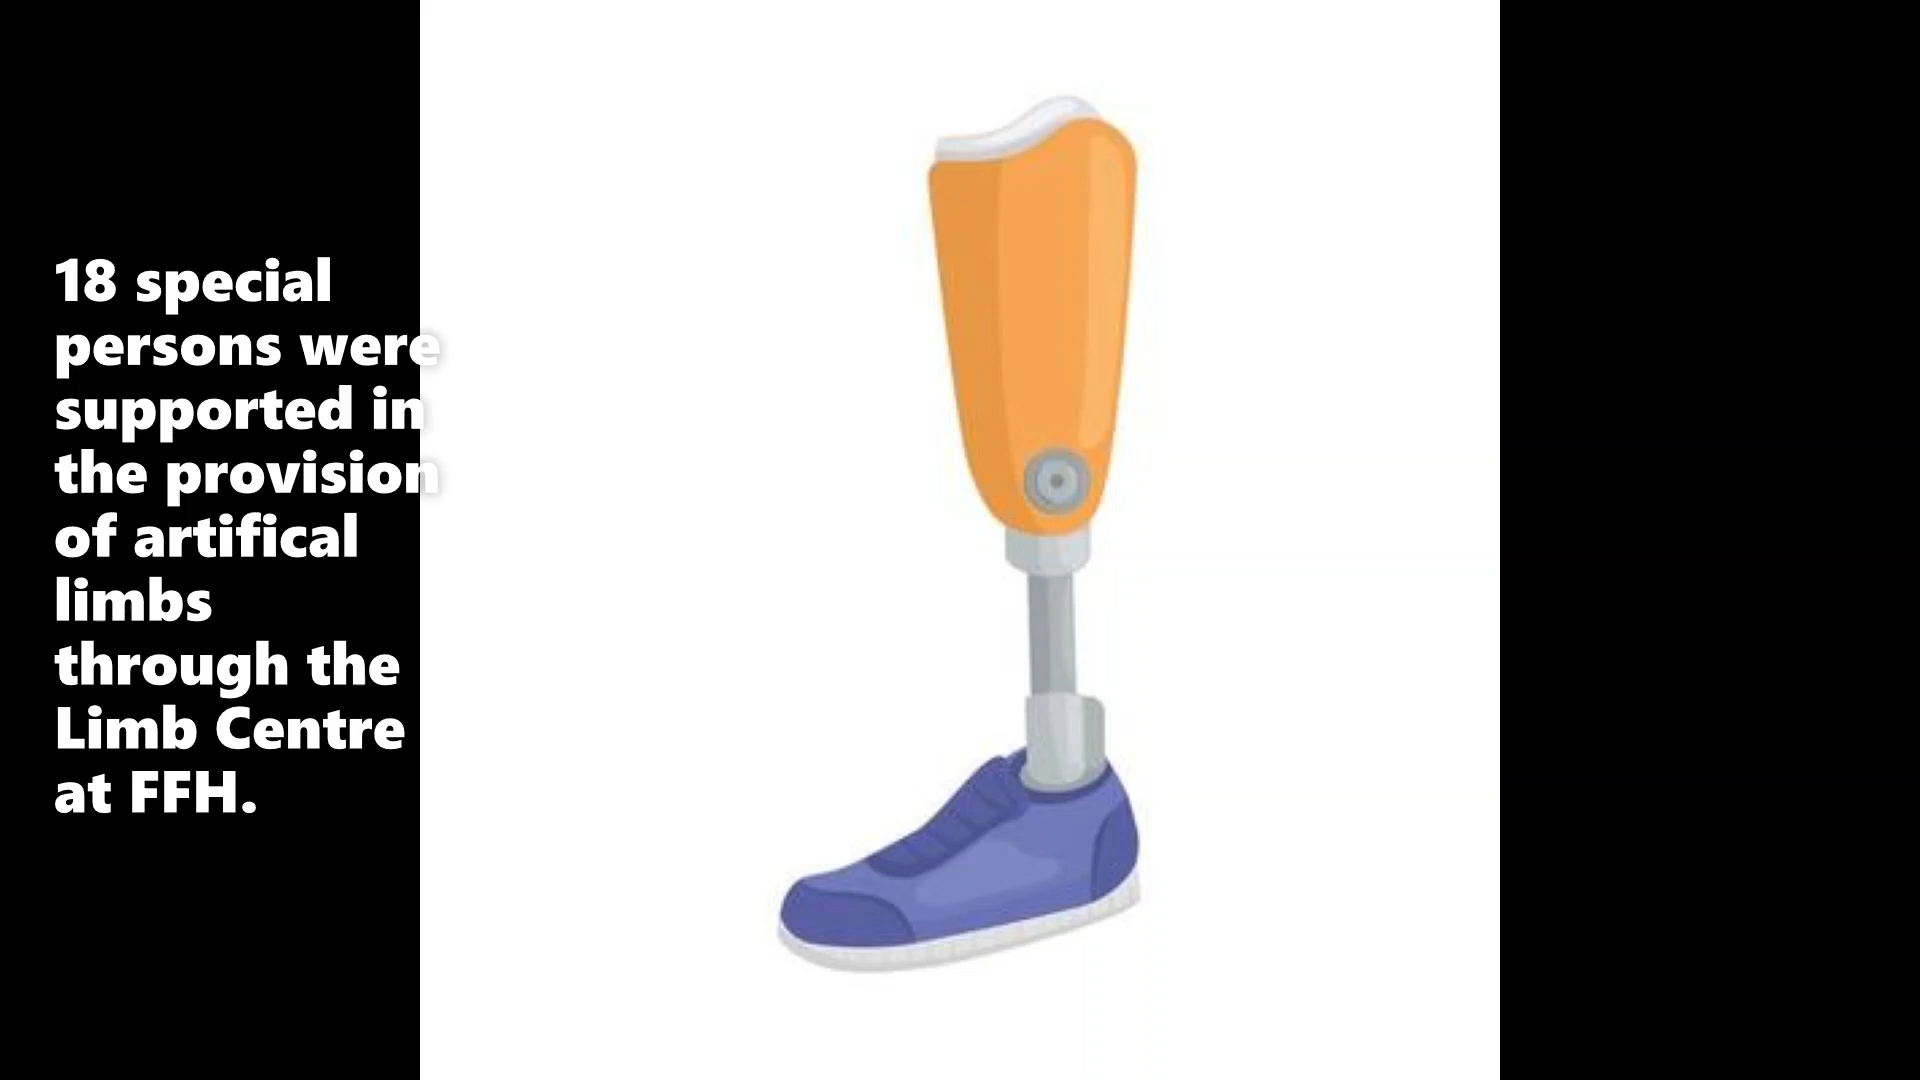 18 special
persons were
supported in
the provision
of artifical
limbs
through the
Limb Centre
at FFH.